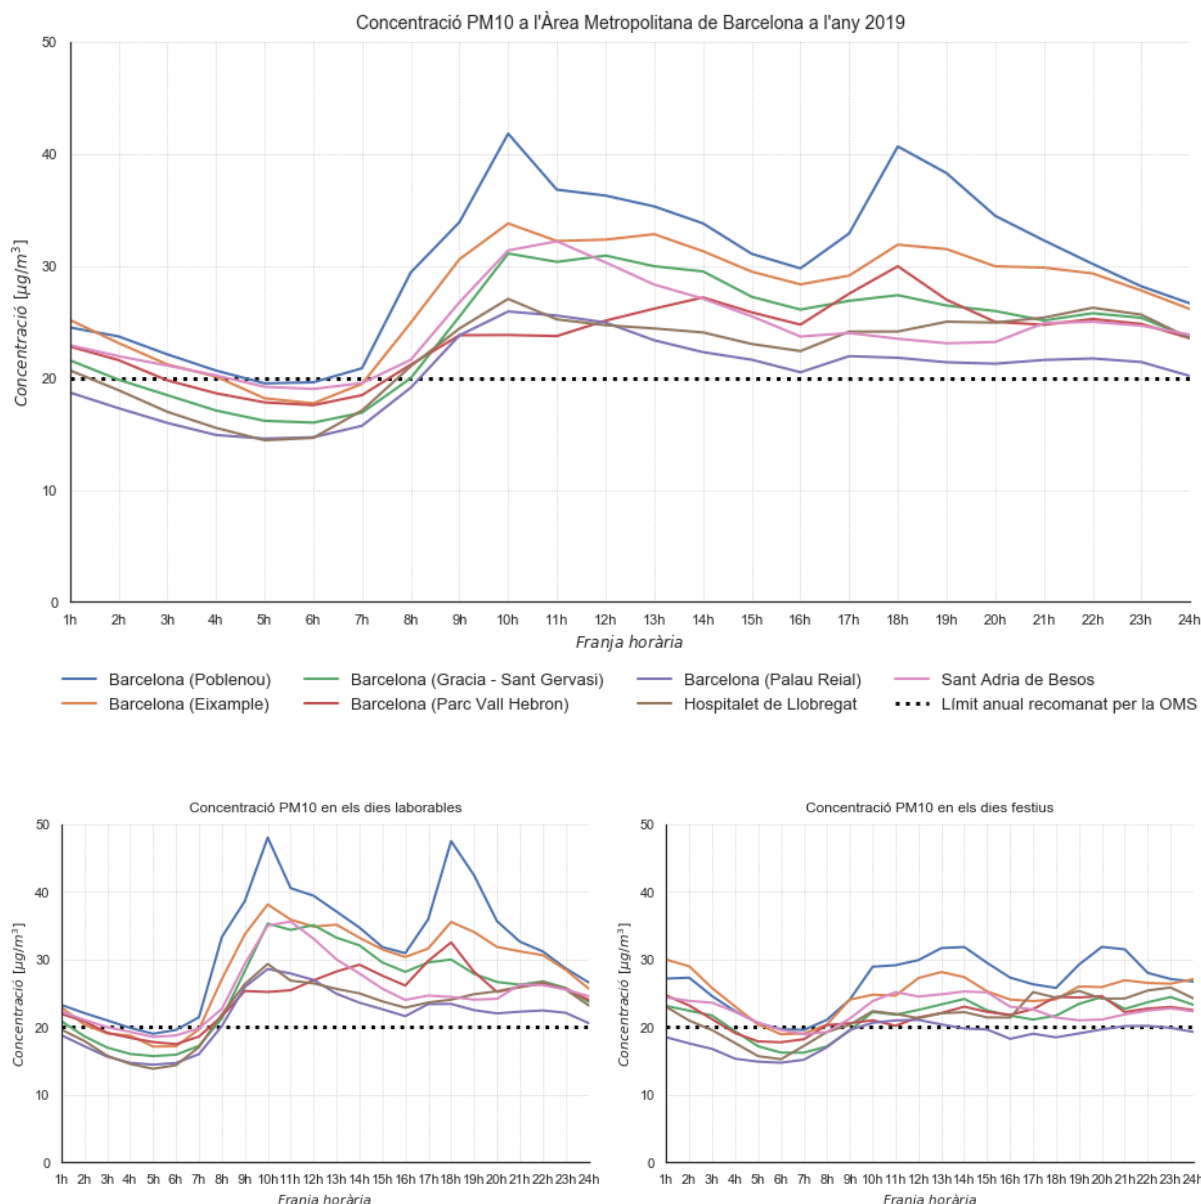 Concentració PM10 a l'Àrea Metropolitana de Barcelona a l'any 2019
50
40
30
20
10
0
Concentració [μg/m³]
1h 2h 3h 4h 5h 6h 7h 8h 9h 10h 11h 12h 13h 14h 15h 16h 17h 18h 19h 20h 21h 22h 23h 24h
Franja horària
Barcelona (Poblenou) Barcelona (Gracia - Sant Gervasi) Barcelona (Palau Reial) Sant Adria de Besos
Barcelona (Eixample) Barcelona (Parc Vall Hebron) Hospitalet de Llobregat Límit anual recomanat per la OMS
Concentració PM10 en els dies laborables
50
40
30
20
10
0
Concentració [μg/m³]
1h 2h 3h 4h 5h 6h 7h 8h 9h 10h 11h 12h 13h 14h 15h 16h 17h 18h 19h 20h 21h 22h 23h 24h
Franja horària
Concentració PM10 en els dies festius
50
40
30
20
10
0
Concentració [μg/m³]
1h 2h 3h 4h 5h 6h 7h 8h 9h 10h 11h 12h 13h 14h 15h 16h 17h 18h 19h 20h 21h 22h 23h 24h
Franja horària